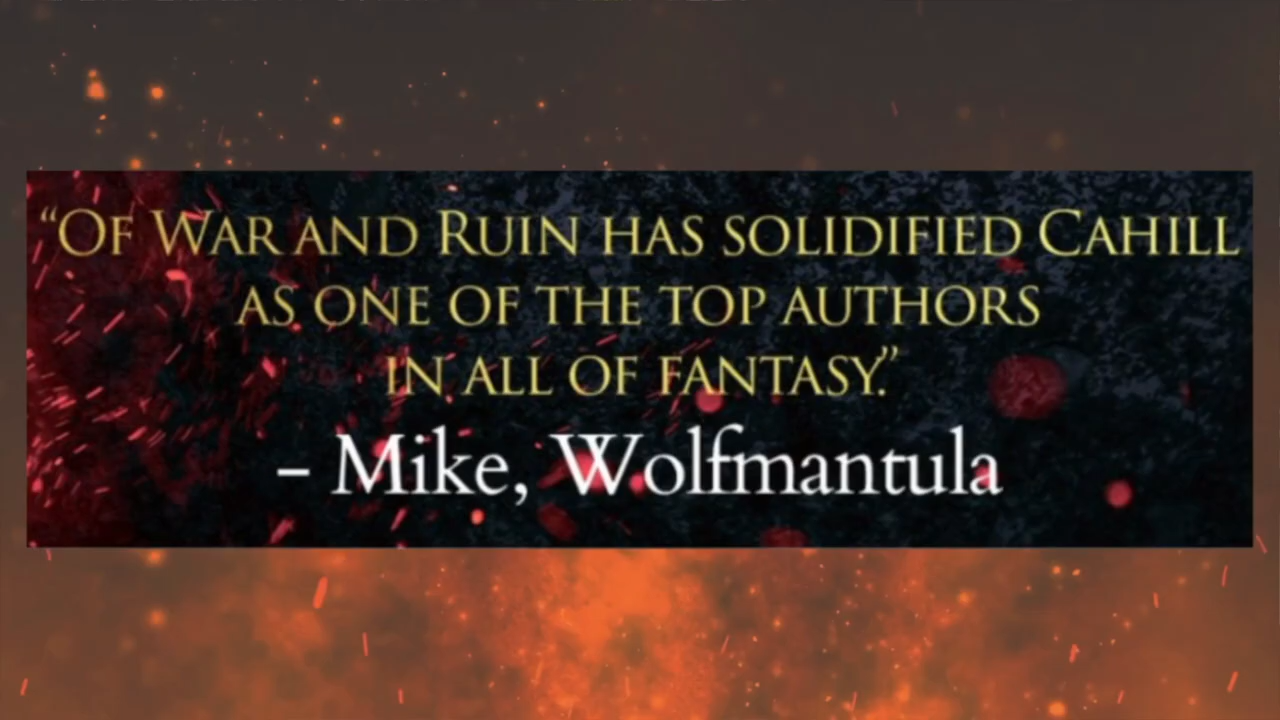 “Of War and Ruin has solidified Cahill
as one of the top authors
in all of fantasy.”
– Mike, Wolfmantula